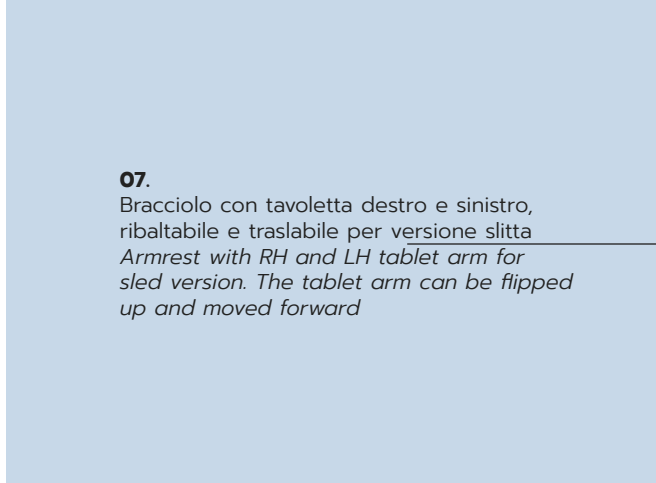 07.
Bracciolo con tavoletta destro e sinistro,
ribaltabile e traslabile per versione slitta
Armrest with RH and LH tablet arm for
sled version. The tablet arm can be flipped
up and moved forward